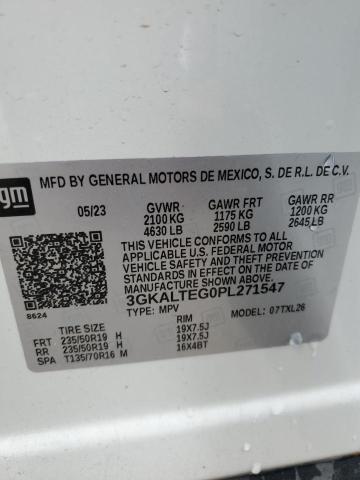 gm
MFD BY GENERAL MOTORS DE MEXICO, S. DE R.L. DE C.V.
05/23 GVWR GAWR FRT GAWR RR
2100 KG 1175 KG 1200 KG
4630 LB 2590 LB 2645 LB
THIS VEHICLE CONFORMS TO ALL APPLICABLE U.S. FEDERAL MOTOR
VEHICLE SAFETY, BUMPER, AND THEFT PREVENTION STANDARDS
IN EFFECT ON THE DATE OF MANUFACTURE SHOWN ABOVE.
3GKALTEG0PL271547
8624 TYPE: MPV MODEL: 07TXL26
TIRE SIZE RIM
FRT 235/50R19 H 19X7.5J
RR 235/50R19 H 19X7.5J
SPA T135/70R16 M 16X4BT